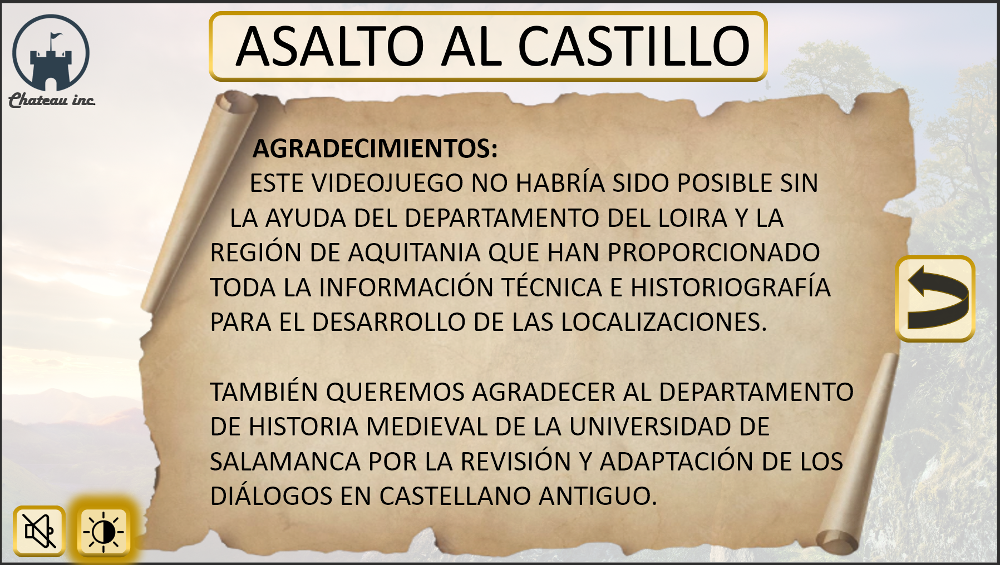 Chateau inc.
ASALTO AL CASTILLO
AGRADECIMIENTOS:
ESTE VIDEOJUEGO NO HABRÍA SIDO POSIBLE SIN
LA AYUDA DEL DEPARTAMENTO DEL LOIRA Y LA
REGIÓN DE AQUITANIA QUE HAN PROPORCIONADO
TODA LA INFORMACIÓN TÉCNICA E HISTORIOGRAFÍA
PARA EL DESARROLLO DE LAS LOCALIZACIONES.
TAMBIÉN QUEREMOS AGRADECER AL DEPARTAMENTO
DE HISTORIA MEDIEVAL DE LA UNIVERSIDAD DE
SALAMANCA POR LA REVISIÓN Y ADAPTACIÓN DE LOS
DIÁLOGOS EN CASTELLANO ANTIGUO.